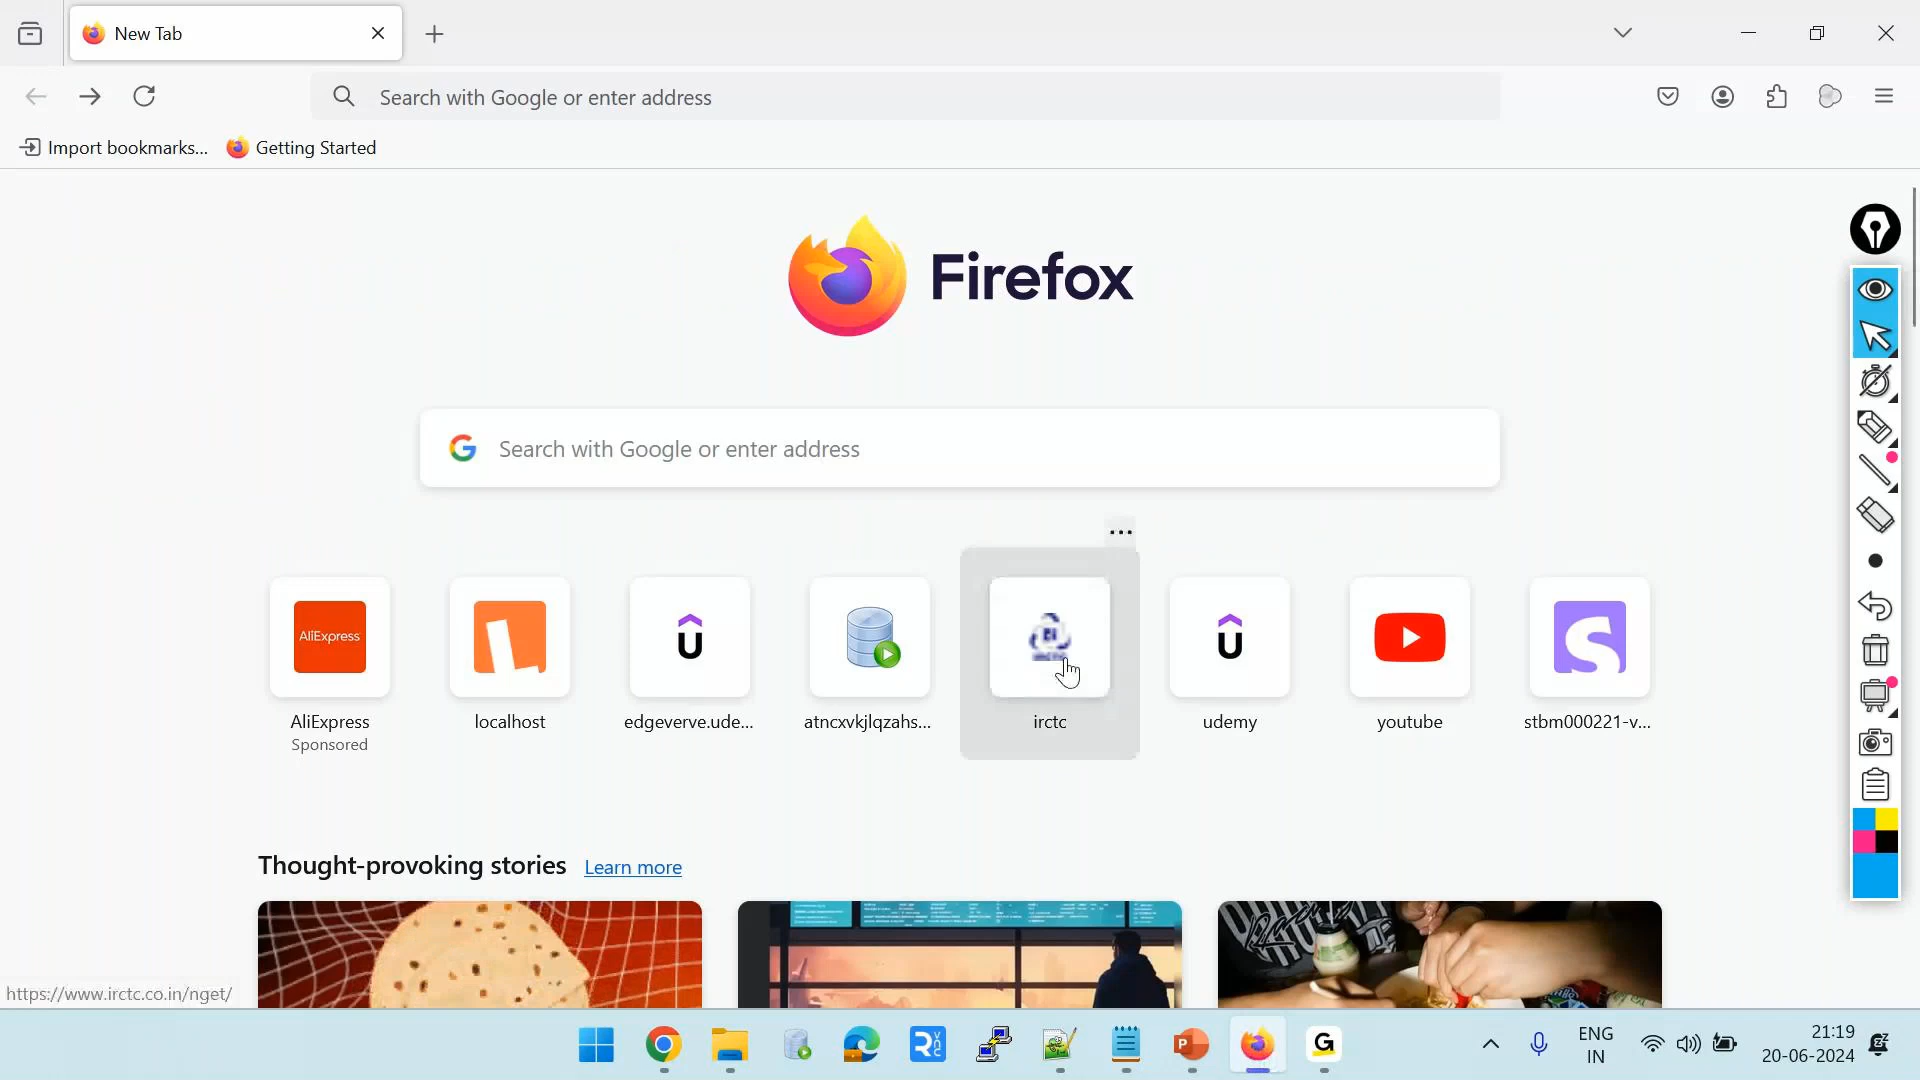 New Tab
Search with Google or enter address
Import bookmarks...
Getting Started
Firefox
Search with Google or enter address
AliExpress
AliExpress
Sponsored
localhost
edgeverve.ude...
atncxvkjlqzahs...
irctc
udemy
youtube
stbm000221-v...
Thought-provoking stories
Learn more
https://www.irctc.co.in/nget/
ENG
IN
21:19
20-06-2024